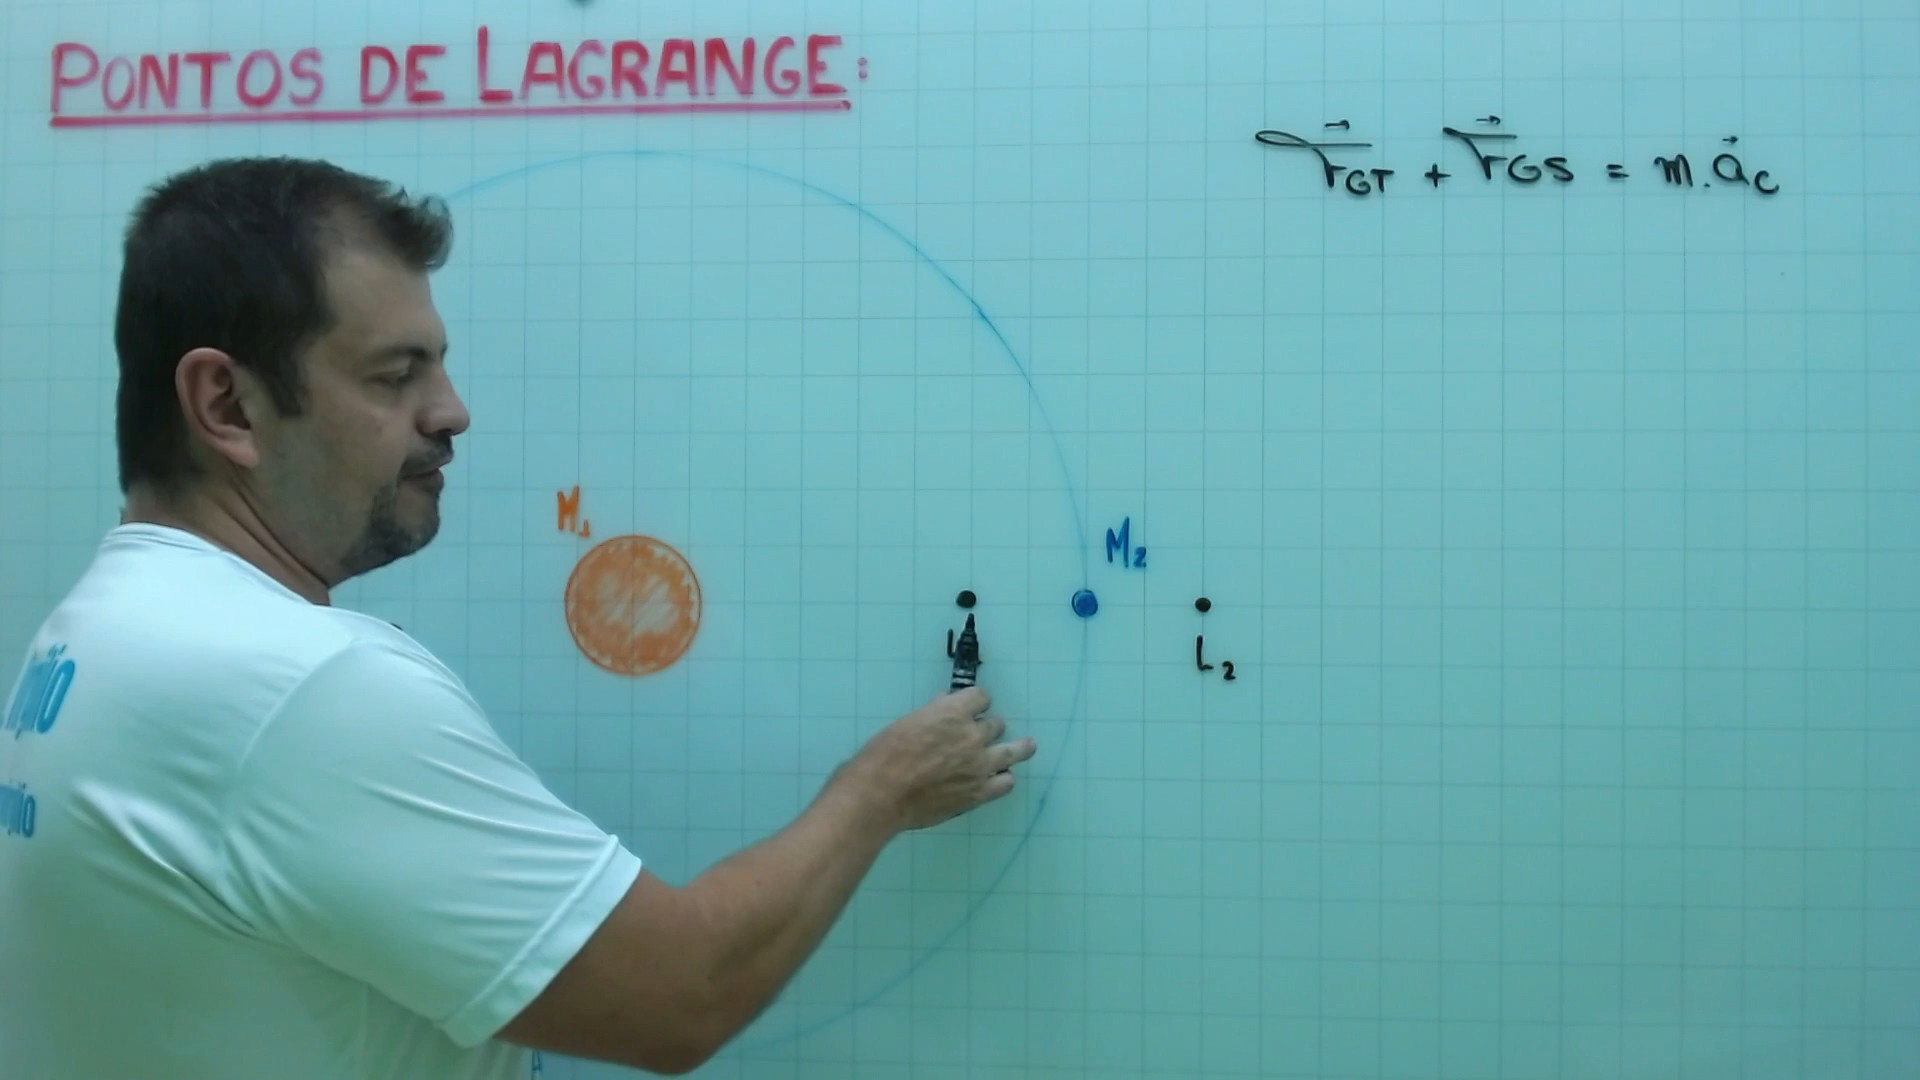 PONTOS DE LAGRANGE:
F⃗GT + F⃗GS = m.a⃗c
M1
M2
L2